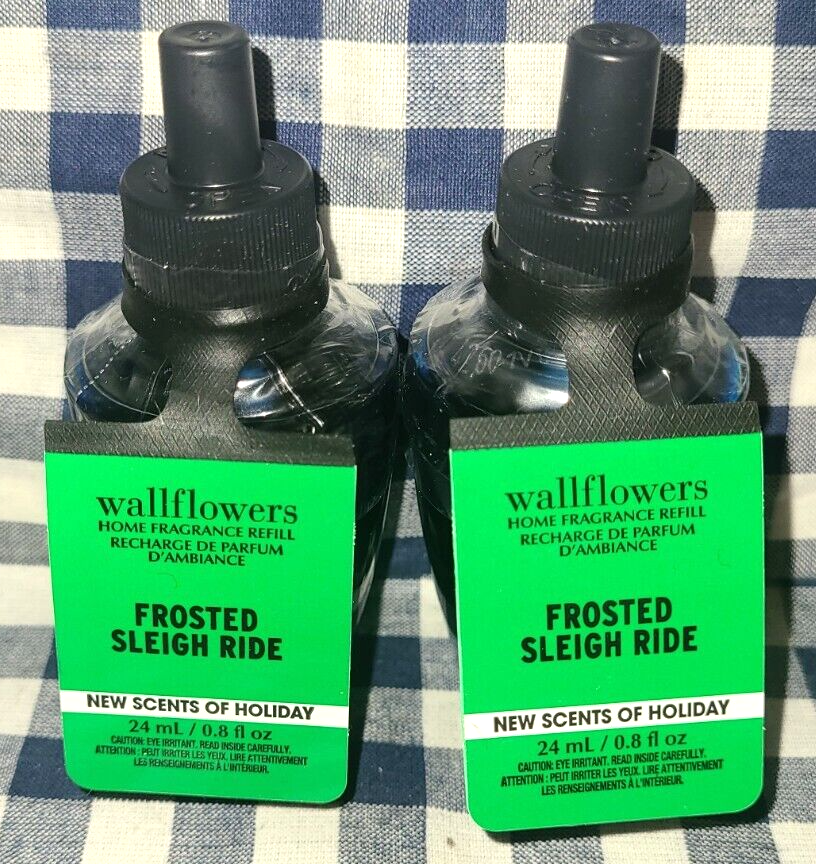 OPEN
wallflowers
HOME FRAGRANCE REFILL
RECHARGE DE PARFUM
D'AMBIANCE
FROSTED
SLEIGH RIDE
NEW SCENTS OF HOLIDAY
24 mL / 0.8 fl oz
CAUTION: EYE IRRITANT. READ INSIDE CAREFULLY.
ATTENTION : PEUT IRRITER LES YEUX. LIRE ATTENTIVEMENT
LES RENSEIGNEMENTS À L'INTÉRIEUR.
OPEN
wallflowers
HOME FRAGRANCE REFILL
RECHARGE DE PARFUM
D'AMBIANCE
FROSTED
SLEIGH RIDE
NEW SCENTS OF HOLIDAY
24 mL / 0.8 fl oz
CAUTION: EYE IRRITANT. READ INSIDE CAREFULLY.
ATTENTION : PEUT IRRITER LES YEUX. LIRE ATTENTIVEMENT
LES RENSEIGNEMENTS À L'INTÉRIEUR.